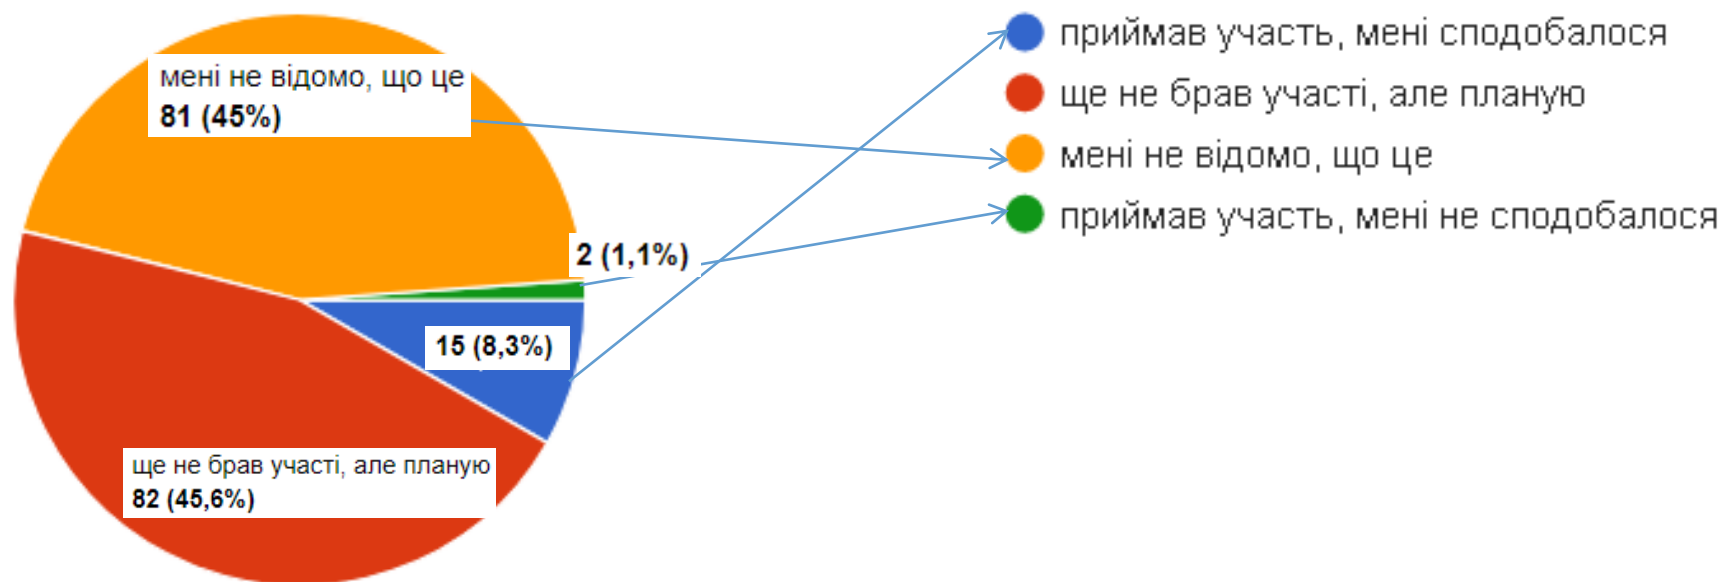 мені не відомо, що це
81 (45%)
2 (1,1%)
15 (8,3%)
ще не брав участі, але планую
82 (45,6%)
приймав участь, мені сподобалося
ще не брав участі, але планую
мені не відомо, що це
приймав участь, мені не сподобалося